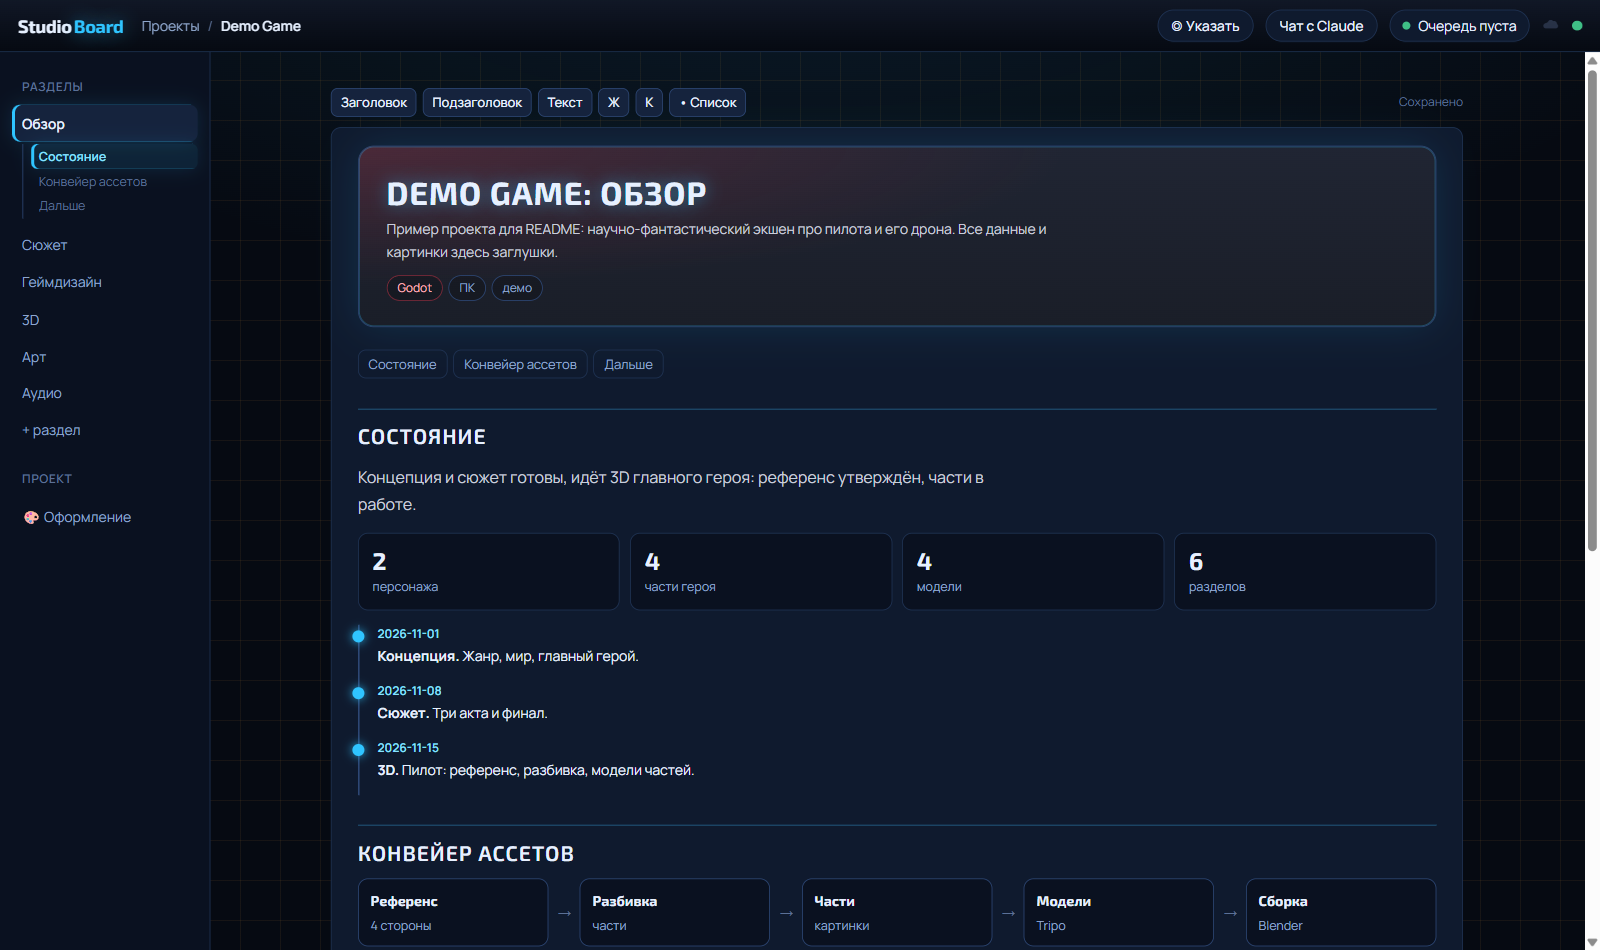 StudioBoard Проекты / Demo Game
◎ Указать
Чат с Claude
Очередь пуста
РАЗДЕЛЫ
Обзор
Состояние
Конвейер ассетов
Дальше
Сюжет
Геймдизайн
3D
Арт
Аудио
+ раздел
ПРОЕКТ
Оформление
Заголовок
Подзаголовок
Текст
Ж
К
• Список
Сохранено
DEMO GAME: ОБЗОР
Пример проекта для README: научно-фантастический экшен про пилота и его дрона. Все данные и
картинки здесь заглушки.
Godot
ПК
демо
Состояние
Конвейер ассетов
Дальше
СОСТОЯНИЕ
Концепция и сюжет готовы, идёт 3D главного героя: референс утверждён, части в
работе.
2
персонажа
4
части героя
4
модели
6
разделов
2026-11-01
Концепция. Жанр, мир, главный герой.
2026-11-08
Сюжет. Три акта и финал.
2026-11-15
3D. Пилот: референс, разбивка, модели частей.
КОНВЕЙЕР АССЕТОВ
Референс
4 стороны
→
Разбивка
части
→
Части
картинки
→
Модели
Tripo
→
Сборка
Blender